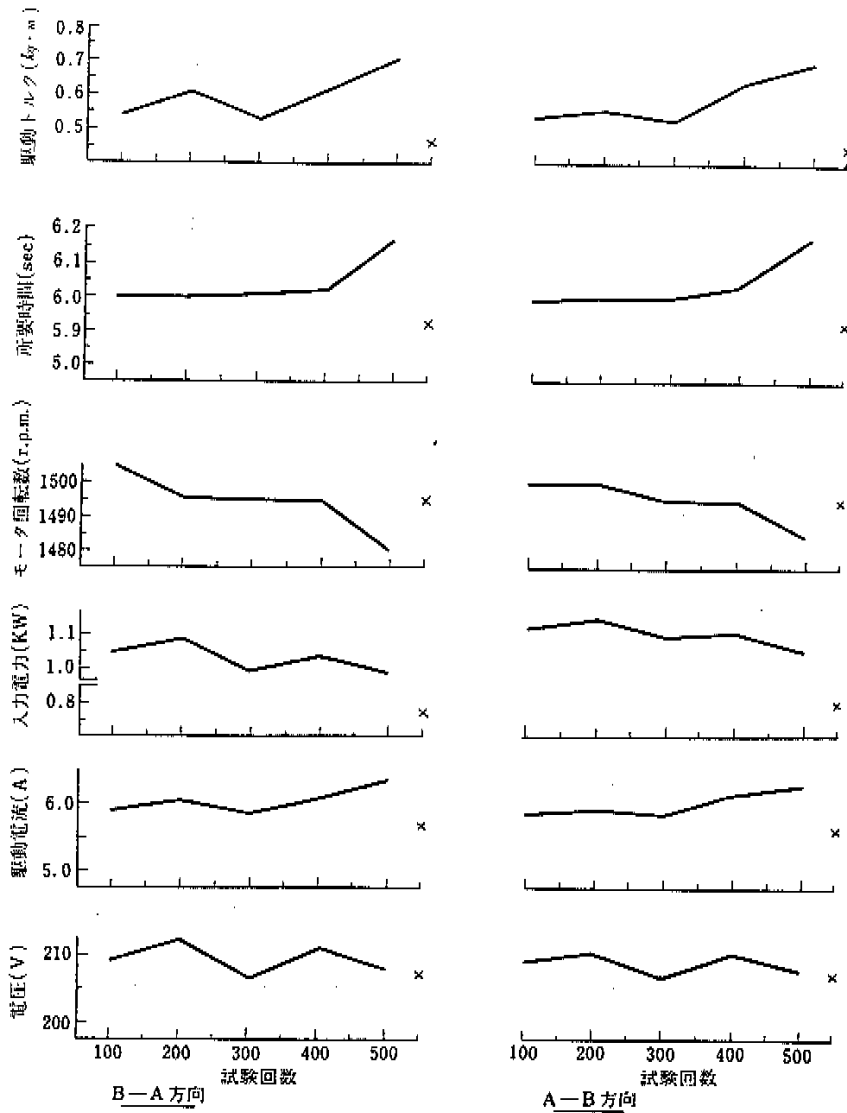 駆動トルク(kg・m)
0.8
0.7
0.6
0.5
所要時間(sec)
6.2
6.1
6.0
5.9
5.0
モータ回転数(r.p.m.)
1500
1490
1480
入力電力(KW)
1.1
1.0
0.8
駆動電流(A)
6.0
5.0
電圧(V)
210
200
100 200 300 400 500
試験回数
B—A方向
100 200 300 400 500
試験回数
A—B方向